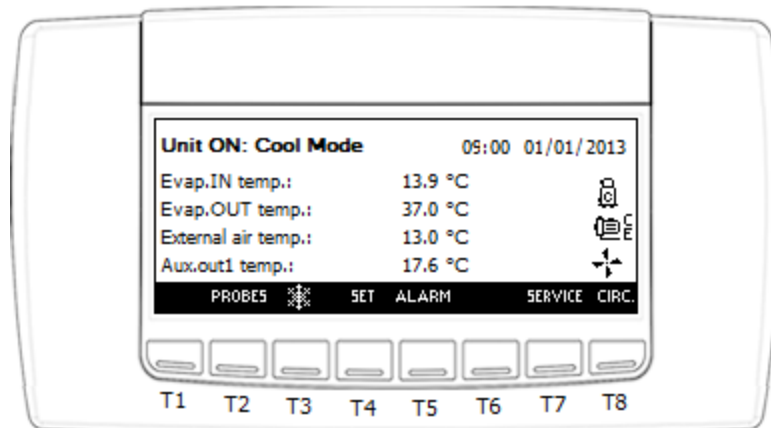 Unit ON: Cool Mode 09:00 01/01/2013
Evap.IN temp.: 13.9 °C
Evap.OUT temp.: 37.0 °C
External air temp.: 13.0 °C
Aux.out1 temp.: 17.6 °C
PROBES SET ALARM SERVICE CIRC.
T1 T2 T3 T4 T5 T6 T7 T8